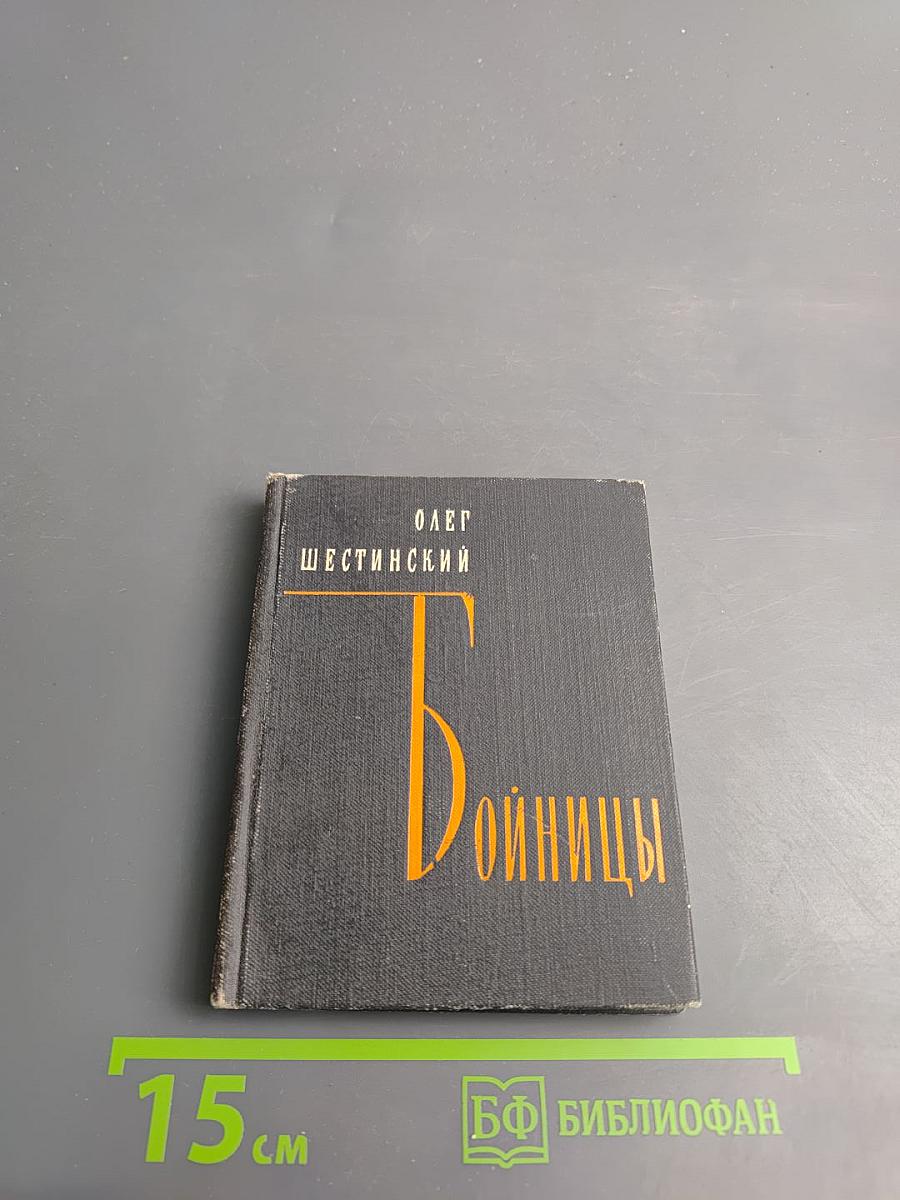 ОЛЕГ
ШЕСТИНСКИЙ
БОЙНИЦЫ
15 см
БФ БИБЛИОФАН